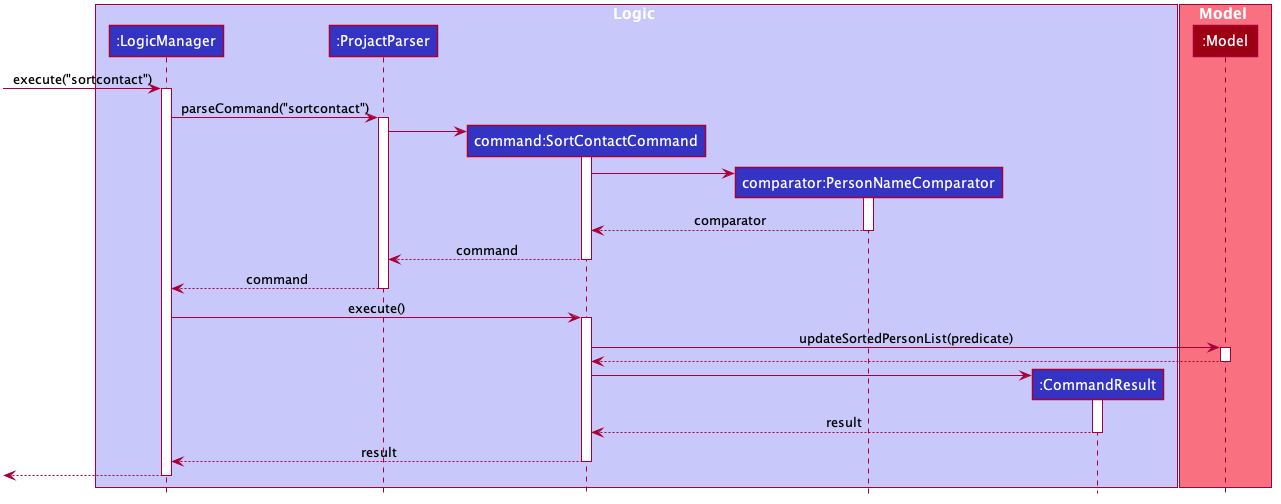 Logic
Model
:LogicManager
:ProjactParser
:Model
execute("sortcontact")
parseCommand("sortcontact")
command:SortContactCommand
comparator:PersonNameComparator
comparator
command
command
execute()
updateSortedPersonList(predicate)
:CommandResult
result
result